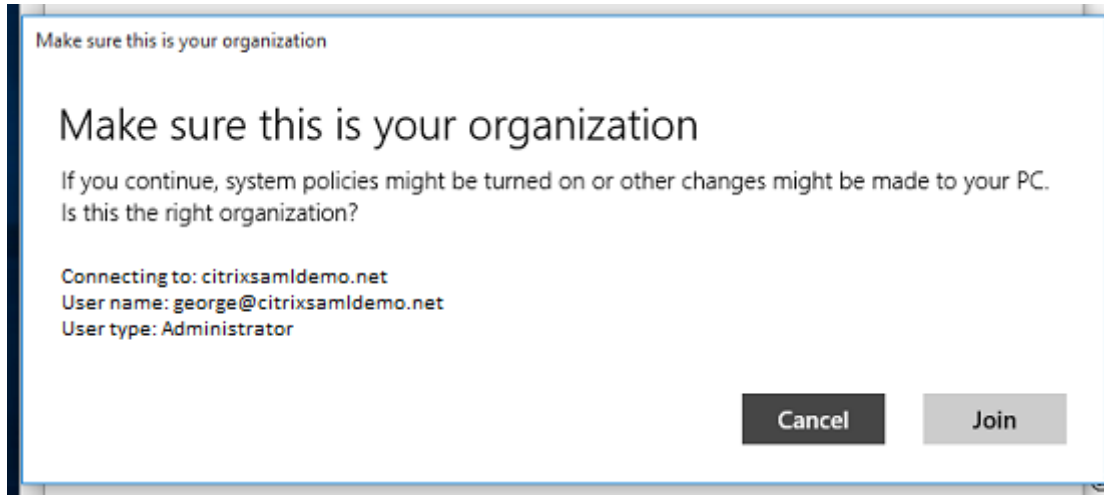 Make sure this is your organization
Make sure this is your organization
If you continue, system policies might be turned on or other changes might be made to your PC.
Is this the right organization?
Connecting to: citrixsamldemo.net
User name: george@citrixsamldemo.net
User type: Administrator
Cancel Join